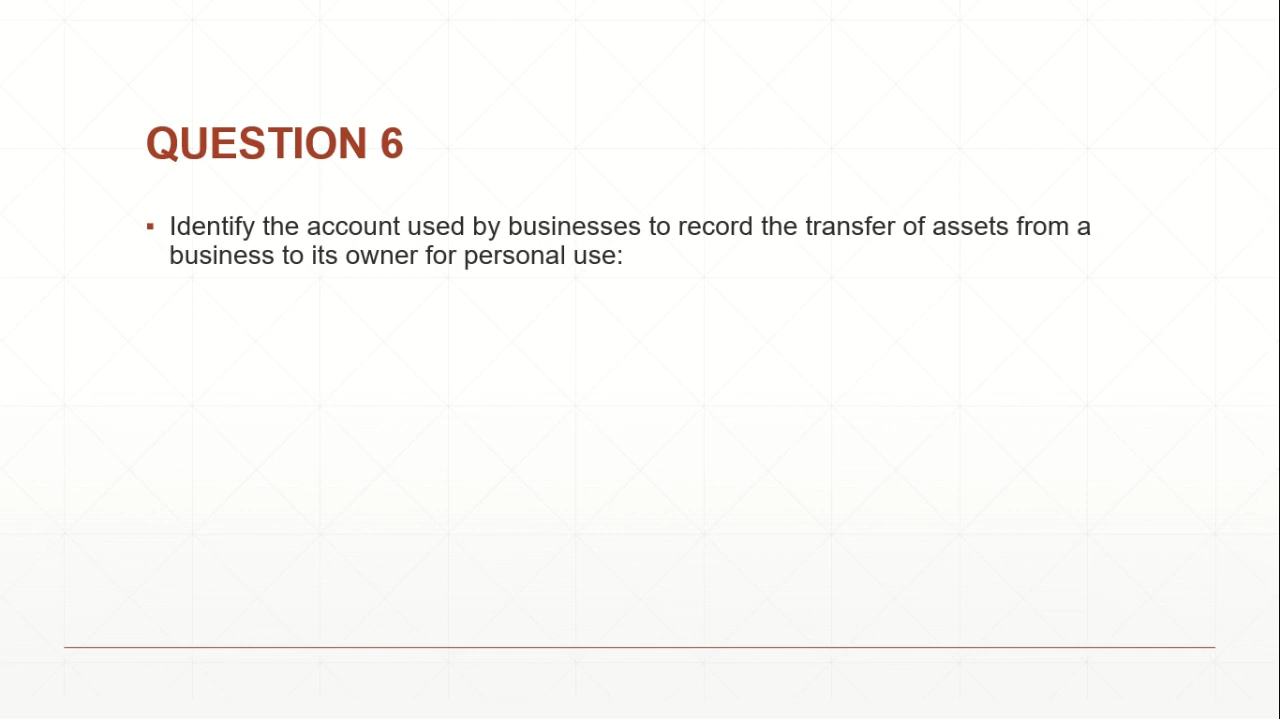 QUESTION 6
▪ Identify the account used by businesses to record the transfer of assets from a
business to its owner for personal use: